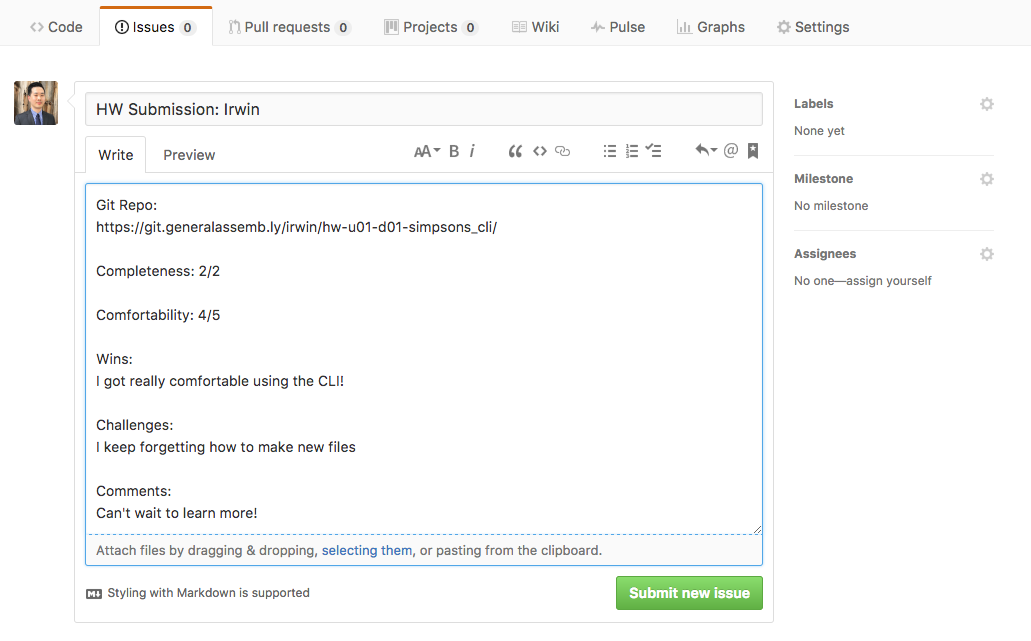 Code Issues 0 Pull requests 0 Projects 0 Wiki Pulse Graphs Settings
HW Submission: Irwin
Write Preview AA B i
Git Repo:
https://git.generalassemb.ly/irwin/hw-u01-d01-simpsons_cli/
Completeness: 2/2
Comfortability: 4/5
Wins:
I got really comfortable using the CLI!
Challenges:
I keep forgetting how to make new files
Comments:
Can't wait to learn more!
Attach files by dragging & dropping, selecting them, or pasting from the clipboard.
Styling with Markdown is supported
Submit new issue
Labels
None yet
Milestone
No milestone
Assignees
No one—assign yourself